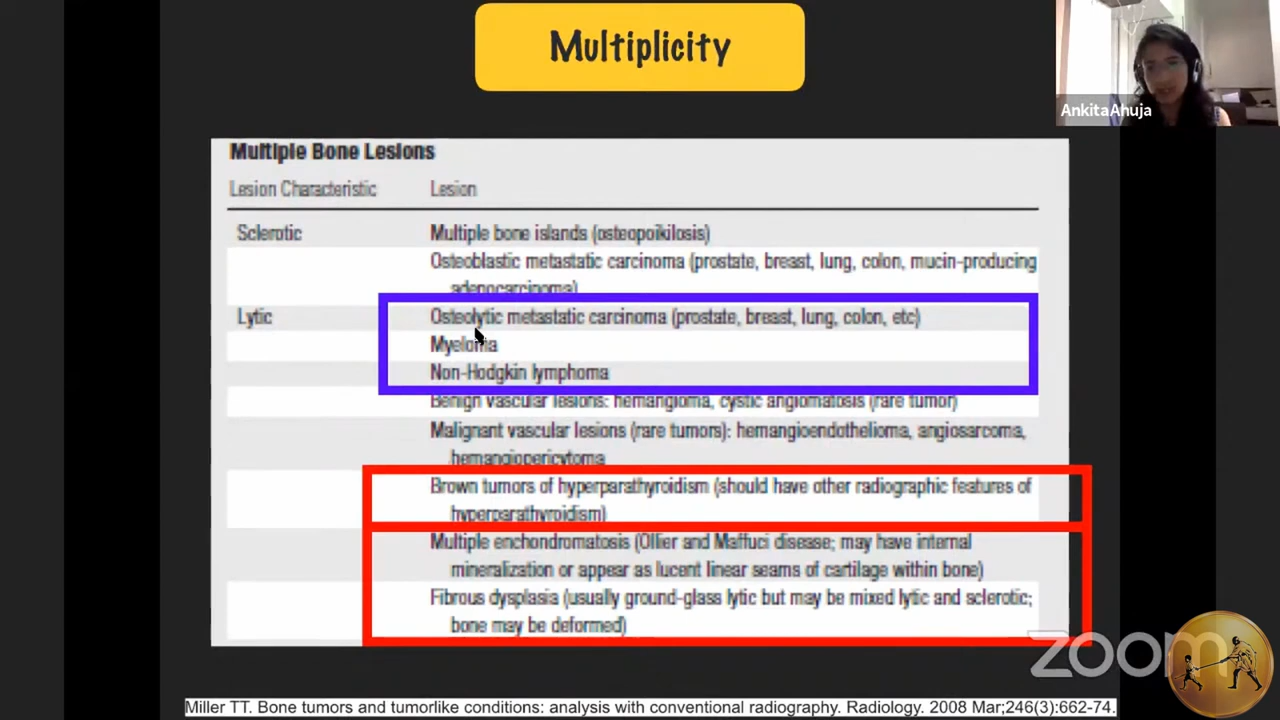 Multiplicity
AnkitaAhuja
Multiple Bone Lesions
Lesion Characteristic Lesion
Sclerotic Multiple bone islands (osteopoikilosis)
Osteoblastic metastatic carcinoma (prostate, breast, lung, colon, mucin-producing
adenocarcinoma)
Lytic Osteolytic metastatic carcinoma (prostate, breast, lung, colon, etc)
Myeloma
Non-Hodgkin lymphoma
Benign vascular lesions: hemangioma, cystic angiomatosis (rare tumor)
Malignant vascular lesions (rare tumors): hemangioendothelioma, angiosarcoma,
hemangiopericytoma
Brown tumors of hyperparathyroidism (should have other radiographic features of
hyperparathyroidism)
Multiple enchondromatosis (Ollier and Maffuci disease; may have internal
mineralization or appear as lucent linear seams of cartilage within bone)
Fibrous dysplasia (usually ground-glass lytic but may be mixed lytic and sclerotic;
bone may be deformed)
zoom
Miller TT. Bone tumors and tumorlike conditions: analysis with conventional radiography. Radiology. 2008 Mar;246(3):662-74.